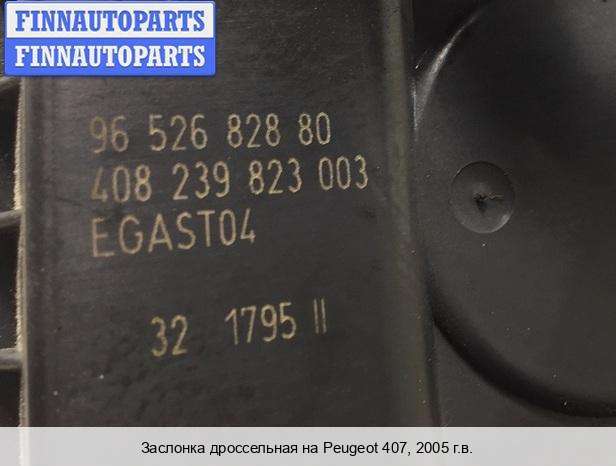 FINNAUTOPARTS
FINNAUTOPARTS
96 526 828 80
408 239 823 003
EGAST04
32 1795 II
Заслонка дроссельная на Peugeot 407, 2005 г.в.